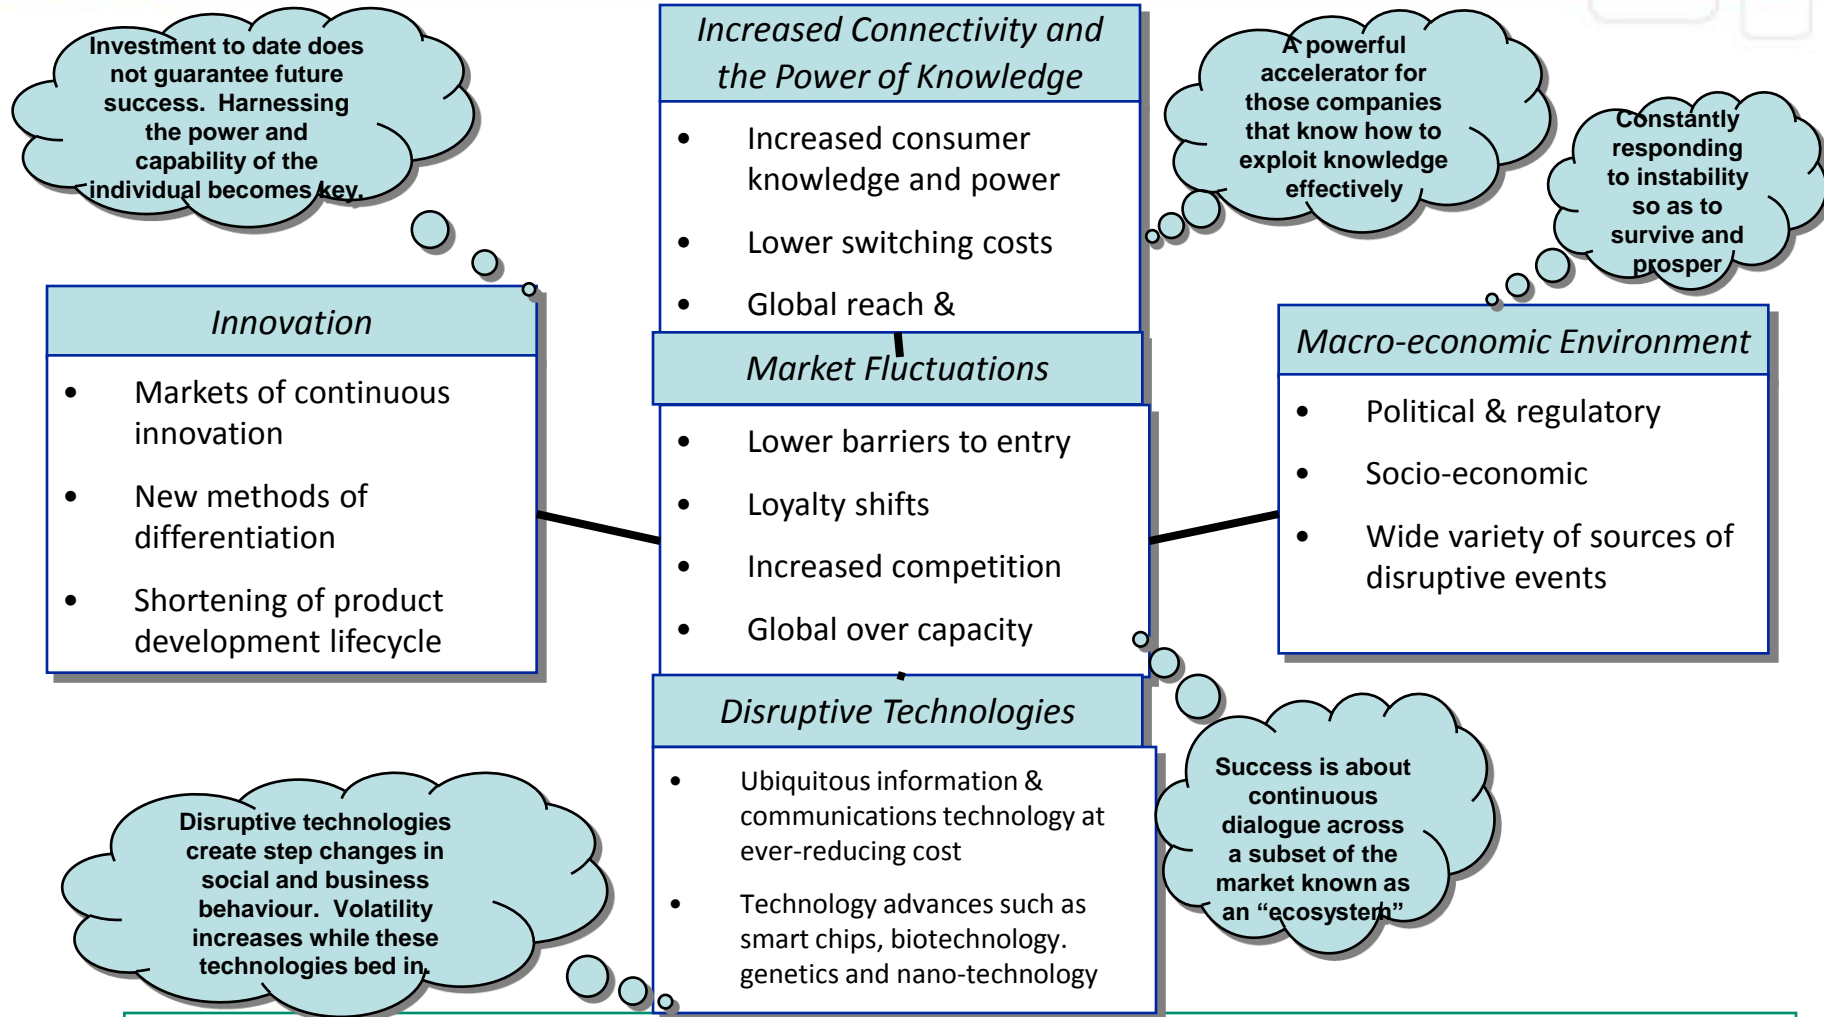 Investment to date does
not guarantee future
success. Harnessing
the power and
capability of the
individual becomes key.
Increased Connectivity and
the Power of Knowledge
• Increased consumer
knowledge and power
• Lower switching costs
• Global reach &
A powerful
accelerator for
those companies
that know how to
exploit knowledge
effectively
Constantly
responding
to instability
so as to
survive and
prosper
Innovation
• Markets of continuous
innovation
• New methods of
differentiation
• Shortening of product
development lifecycle
Market Fluctuations
• Lower barriers to entry
• Loyalty shifts
• Increased competition
• Global over capacity
Macro-economic Environment
• Political & regulatory
• Socio-economic
• Wide variety of sources of
disruptive events
Disruptive technologies
create step changes in
social and business
behaviour. Volatility
increases while these
technologies bed in.
Disruptive Technologies
• Ubiquitous information &
communications technology at
ever-reducing cost
• Technology advances such as
smart chips, biotechnology.
genetics and nano-technology
Success is about
continuous
dialogue across
a subset of the
market known as
an “ecosystem”